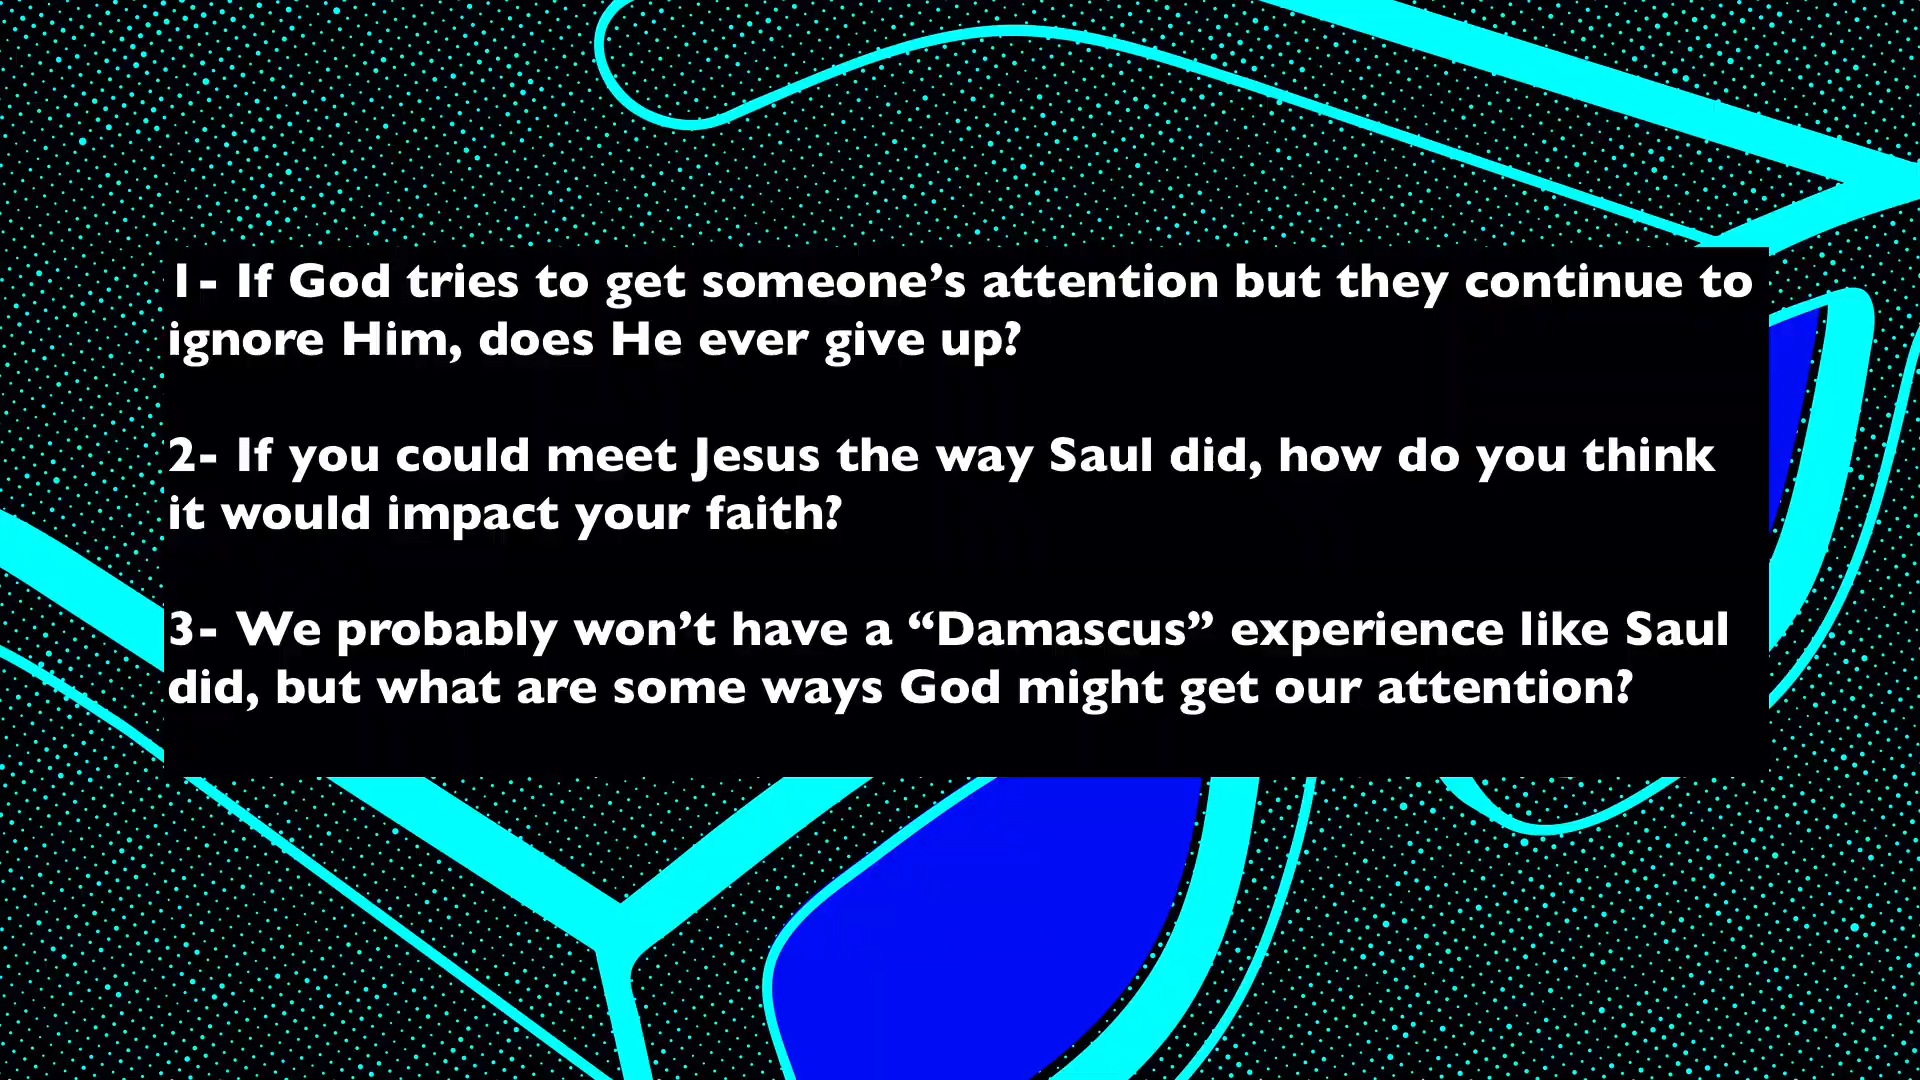 1- If God tries to get someone’s attention but they continue to
ignore Him, does He ever give up?
2- If you could meet Jesus the way Saul did, how do you think
it would impact your faith?
3- We probably won’t have a “Damascus” experience like Saul
did, but what are some ways God might get our attention?